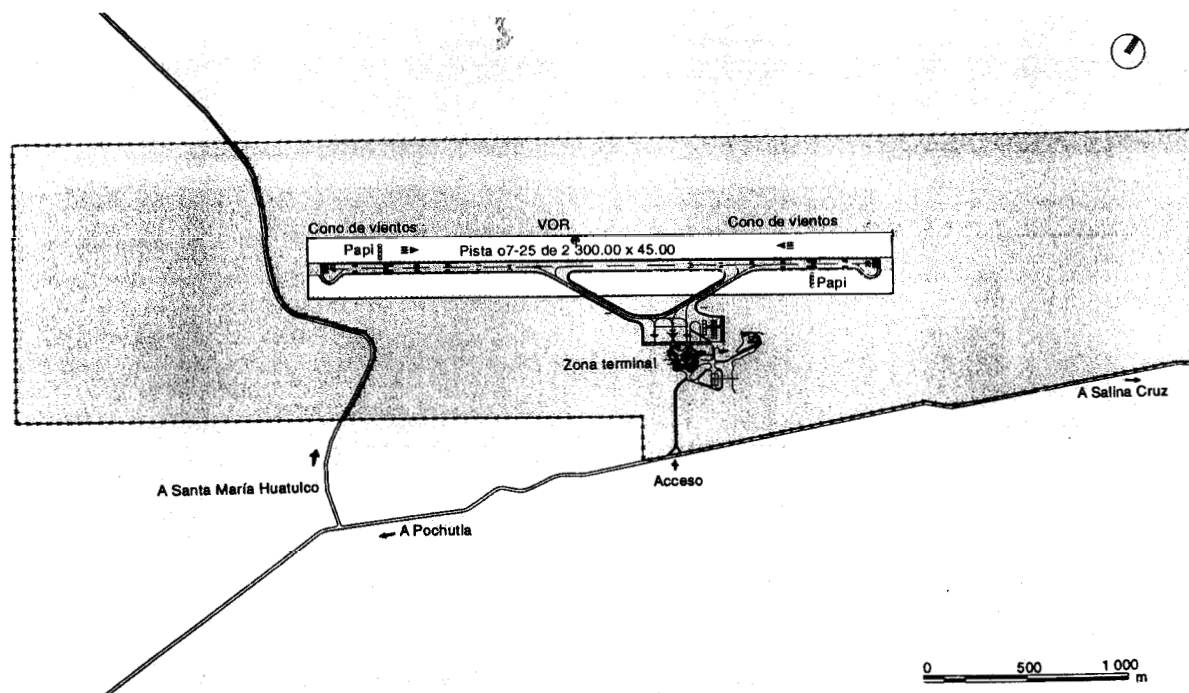 Cono de vientos
VOR
Cono de vientos
Papi
Pista o7-25 de 2 300.00 x 45.00
Papi
Zona terminal
A Salina Cruz
A Santa María Huatulco
Acceso
A Pochutla
0 500 1 000
m